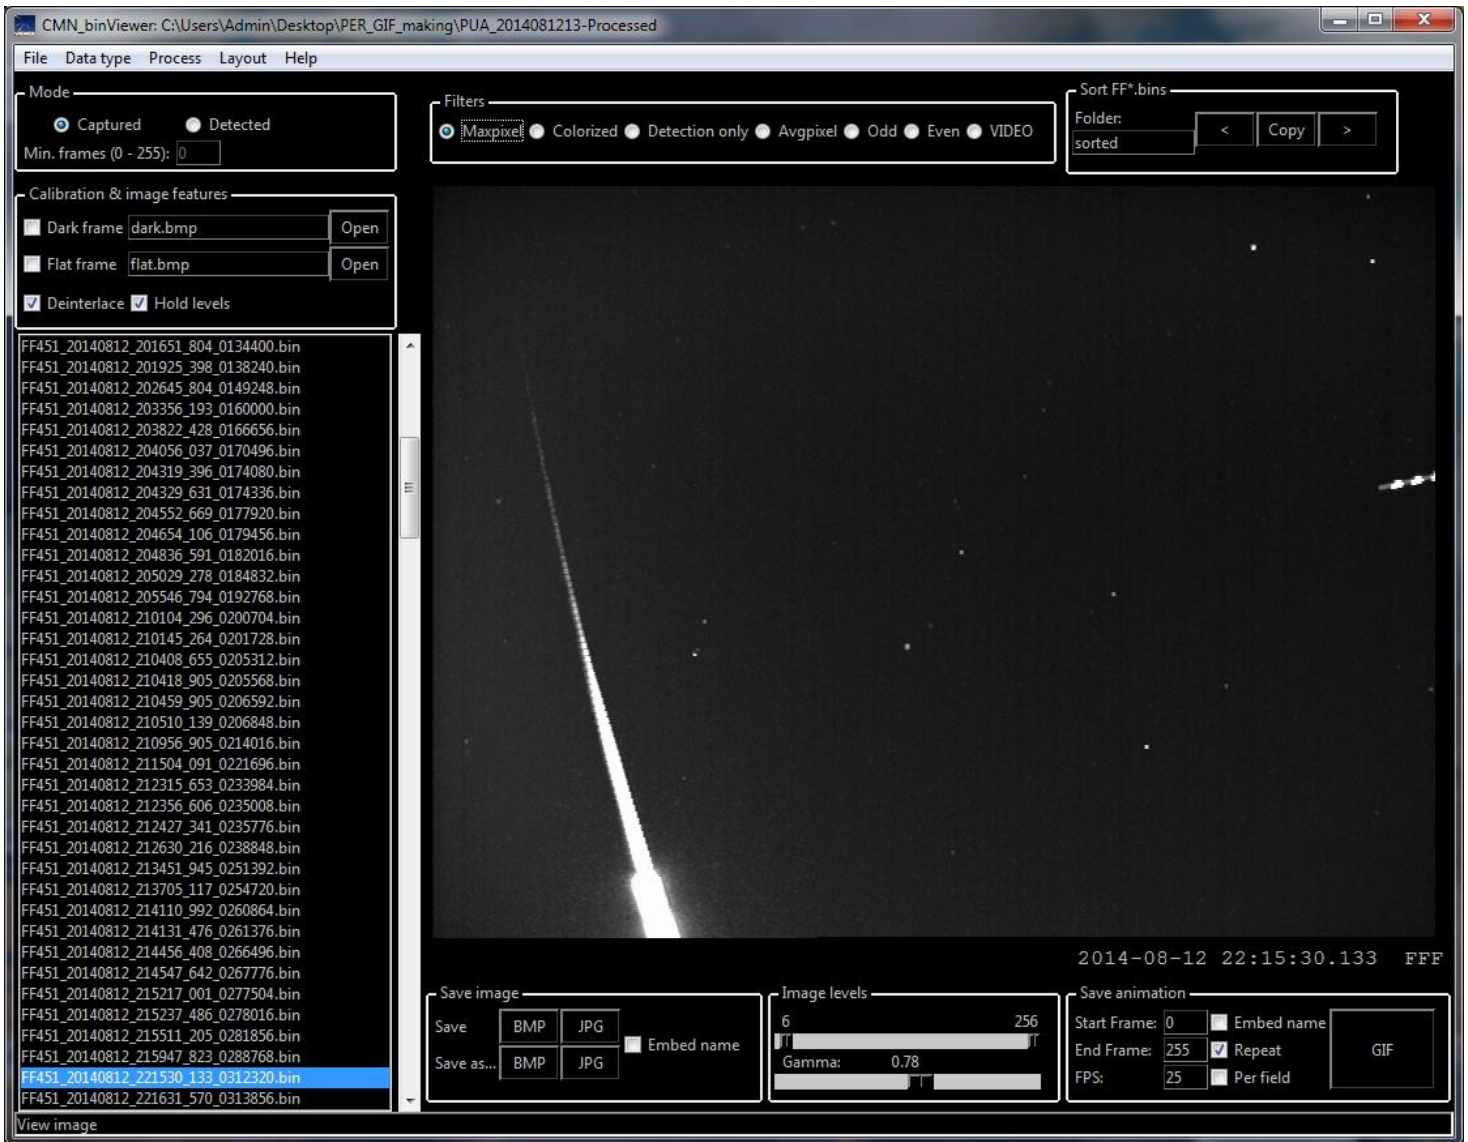 CMN_binViewer: C:\Users\Admin\Desktop\PER_GIF_making\PUA_2014081213-Processed
File Data type Process Layout Help
Mode
Captured Detected
Min. frames (0 - 255): 0
Filters
Maxpixel Colorized Detection only Avgpixel Odd Even VIDEO
Sort FF*.bins
Folder:
sorted < Copy >
Calibration & image features
Dark frame dark.bmp Open
Flat frame flat.bmp Open
Deinterlace Hold levels
FF451_20140812_201651_804_0134400.bin
FF451_20140812_201925_398_0138240.bin
FF451_20140812_202645_804_0149248.bin
FF451_20140812_203356_193_0160000.bin
FF451_20140812_203822_428_0166656.bin
FF451_20140812_204056_037_0170496.bin
FF451_20140812_204319_396_0174080.bin
FF451_20140812_204329_631_0174336.bin
FF451_20140812_204552_669_0177920.bin
FF451_20140812_204654_106_0179456.bin
FF451_20140812_204836_591_0182016.bin
FF451_20140812_205029_278_0184832.bin
FF451_20140812_205546_794_0192768.bin
FF451_20140812_210104_296_0200704.bin
FF451_20140812_210145_264_0201728.bin
FF451_20140812_210408_655_0205312.bin
FF451_20140812_210418_905_0205568.bin
FF451_20140812_210459_905_0206592.bin
FF451_20140812_210510_139_0206848.bin
FF451_20140812_210956_905_0214016.bin
FF451_20140812_211504_091_0221696.bin
FF451_20140812_212315_653_0233984.bin
FF451_20140812_212356_606_0235008.bin
FF451_20140812_212427_341_0235776.bin
FF451_20140812_212630_216_0238848.bin
FF451_20140812_213451_945_0251392.bin
FF451_20140812_213705_117_0254720.bin
FF451_20140812_214110_992_0260864.bin
FF451_20140812_214131_476_0261376.bin
FF451_20140812_214456_408_0266496.bin
FF451_20140812_214547_642_0267776.bin
FF451_20140812_215217_001_0277504.bin
FF451_20140812_215237_486_0278016.bin
FF451_20140812_215511_205_0281856.bin
FF451_20140812_215947_823_0288768.bin
FF451_20140812_221530_133_0312320.bin
FF451_20140812_221631_570_0313856.bin
2014-08-12 22:15:30.133 FFF
Save image
Save BMP JPG
Save as... BMP JPG
Embed name
Image levels
6 256
Gamma: 0.78
Save animation
Start Frame: 0 Embed name
End Frame: 255 Repeat
FPS: 25 Per field
GIF
View image